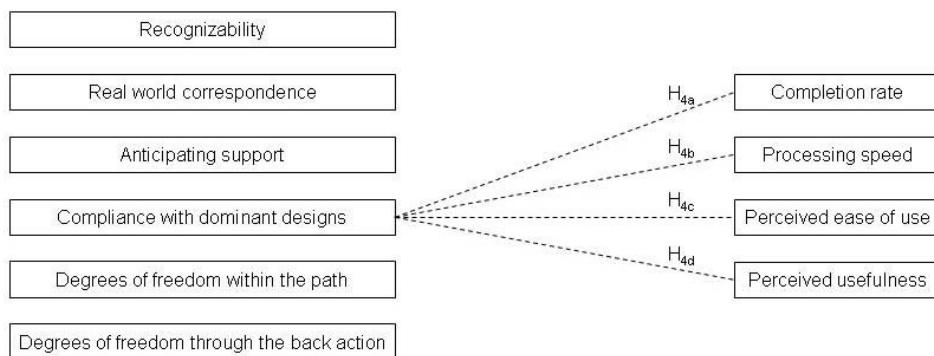 Recognizability
Real world correspondence
Anticipating support
Compliance with dominant designs
Degrees of freedom within the path
Degrees of freedom through the back action
H4a
H4b
H4c
H4d
Completion rate
Processing speed
Perceived ease of use
Perceived usefulness